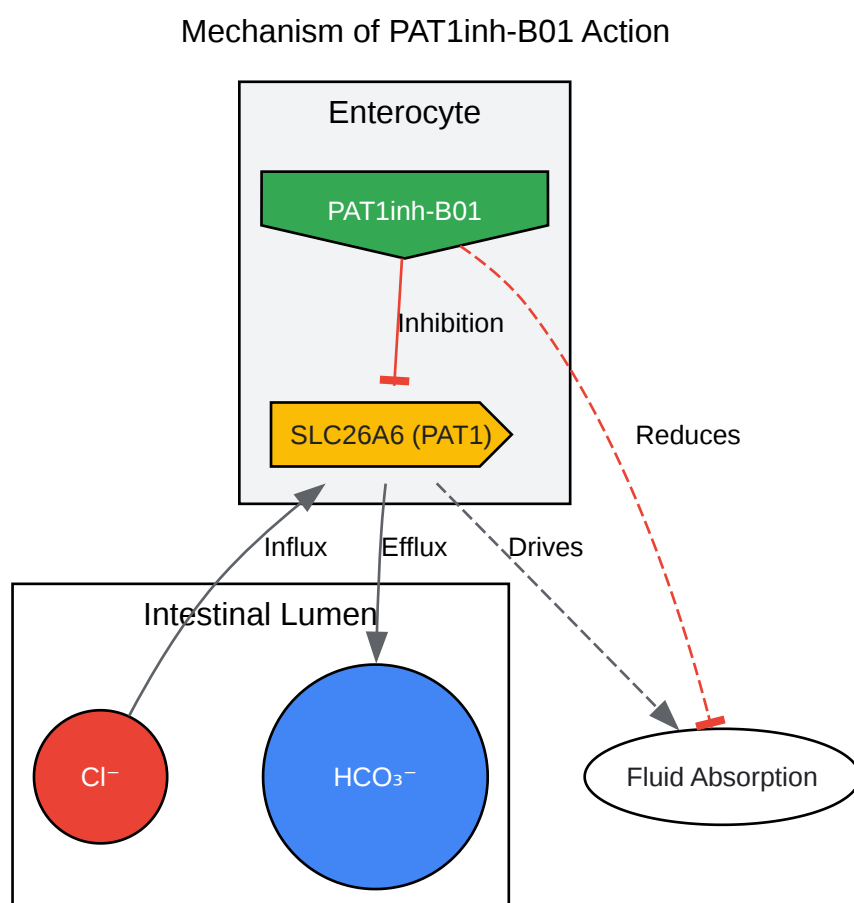 Mechanism of PAT1inh-B01 Action
Enterocyte
PAT1inh-B01
Inhibition
SLC26A6 (PAT1)
Reduces
Influx
Efflux
Drives
Intestinal Lumen
Cl⁻
HCO₃⁻
Fluid Absorption